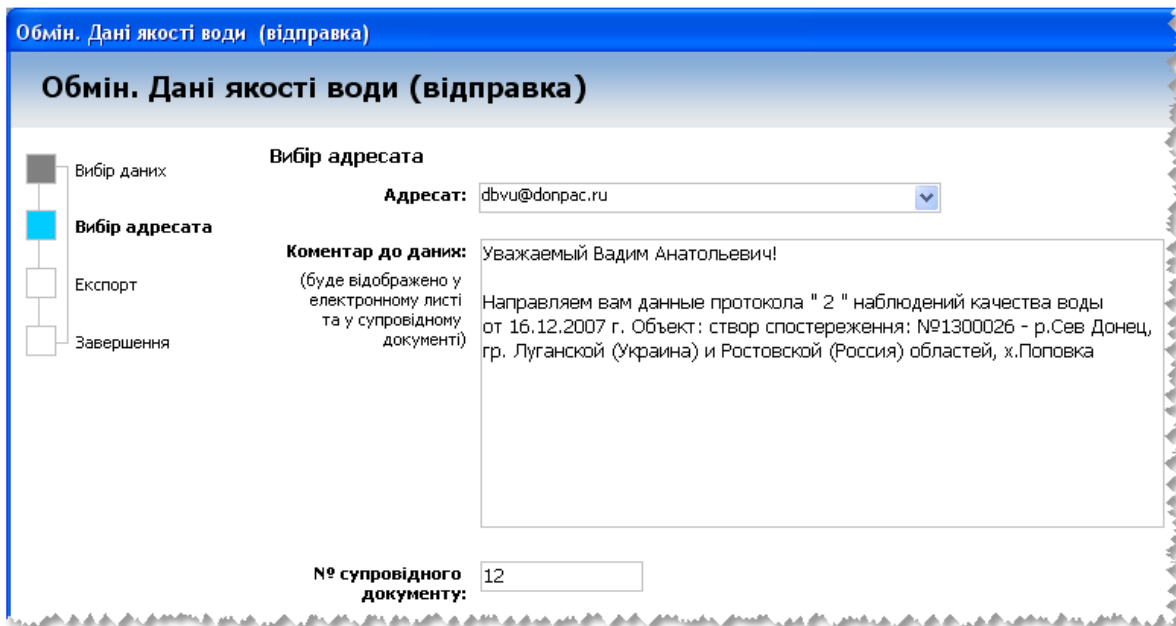 Обмін. Дані якості води (відправка)
Обмін. Дані якості води (відправка)
Вибір даних
Вибір адресата
Експорт
Завершення
Вибір адресата
Адресат: dbvu@donpac.ru
Коментар до даних:
(буде відображено у
електронному листі
та у супровідному
документі)
Уважаемый Вадим Анатольевич!
Направляем вам данные протокола " 2 " наблюдений качества воды
от 16.12.2007 г. Объект: створ спостереження: №1300026 - р.Сев Донец,
гр. Луганской (Украина) и Ростовской (Россия) областей, х.Поповка
№ супровідного
документу:
12